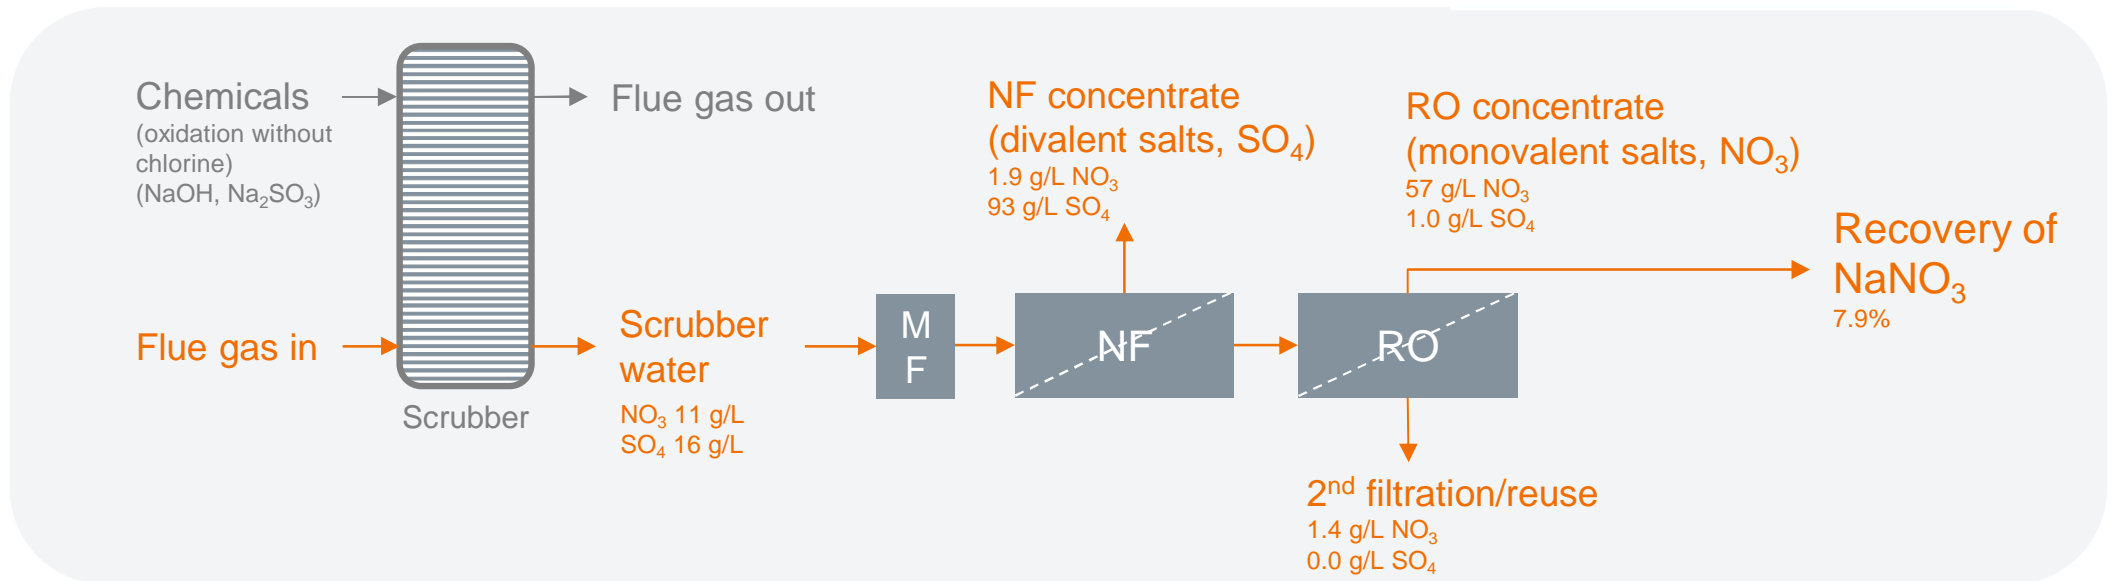 Chemicals
(oxidation without
chlorine)
(NaOH, Na₂SO₃)
Flue gas out
Flue gas in
Scrubber
Scrubber
water
NO₃ 11 g/L
SO₄ 16 g/L
M
F
NF concentrate
(divalent salts, SO₄)
1.9 g/L NO₃
93 g/L SO₄
NF
RO concentrate
(monovalent salts, NO₃)
57 g/L NO₃
1.0 g/L SO₄
RO
2nd filtration/reuse
1.4 g/L NO₃
0.0 g/L SO₄
Recovery of
NaNO₃
7.9%